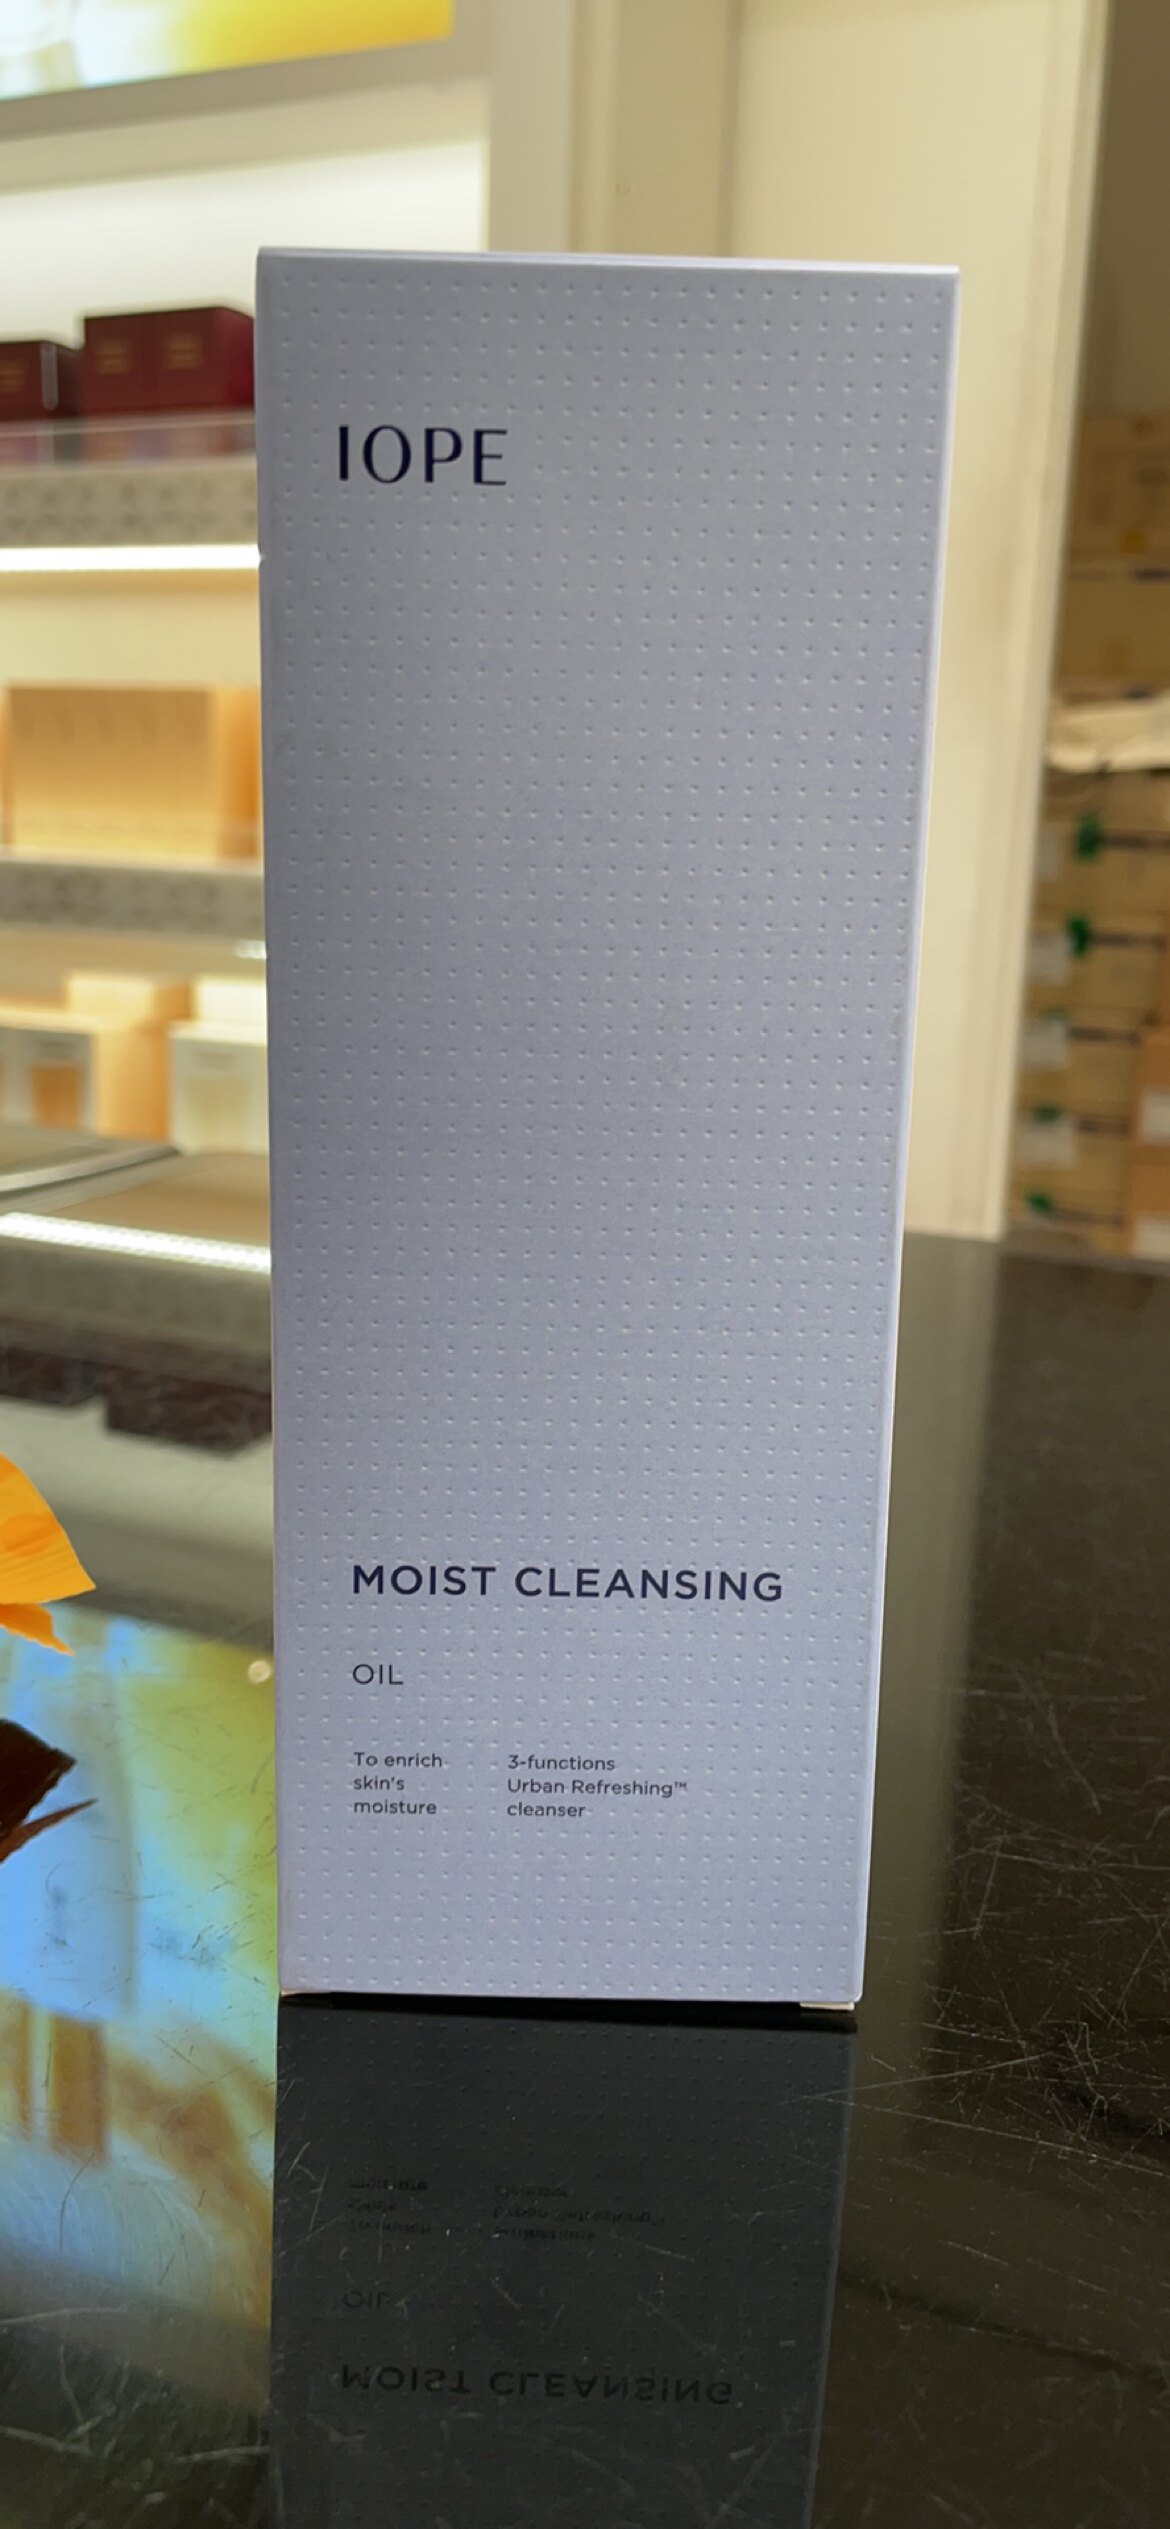 IOPE
MOIST CLEANSING
OIL
To enrich
skin's
moisture
3-functions
Urban Refreshing™
cleanser